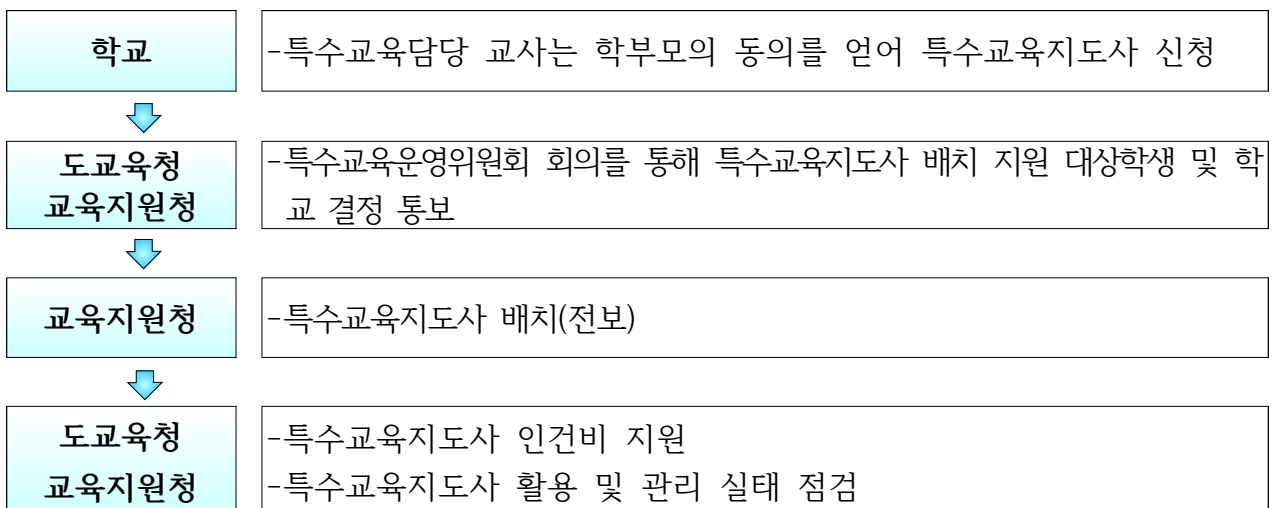 학교
-특수교육담당 교사는 학부모의 동의를 얻어 특수교육지도사 신청
도교육청
교육지원청
-특수교육운영위원회 회의를 통해 특수교육지도사 배치 지원 대상학생 및 학
교 결정 통보
교육지원청
-특수교육지도사 배치(전보)
도교육청
교육지원청
-특수교육지도사 인건비 지원
-특수교육지도사 활용 및 관리 실태 점검